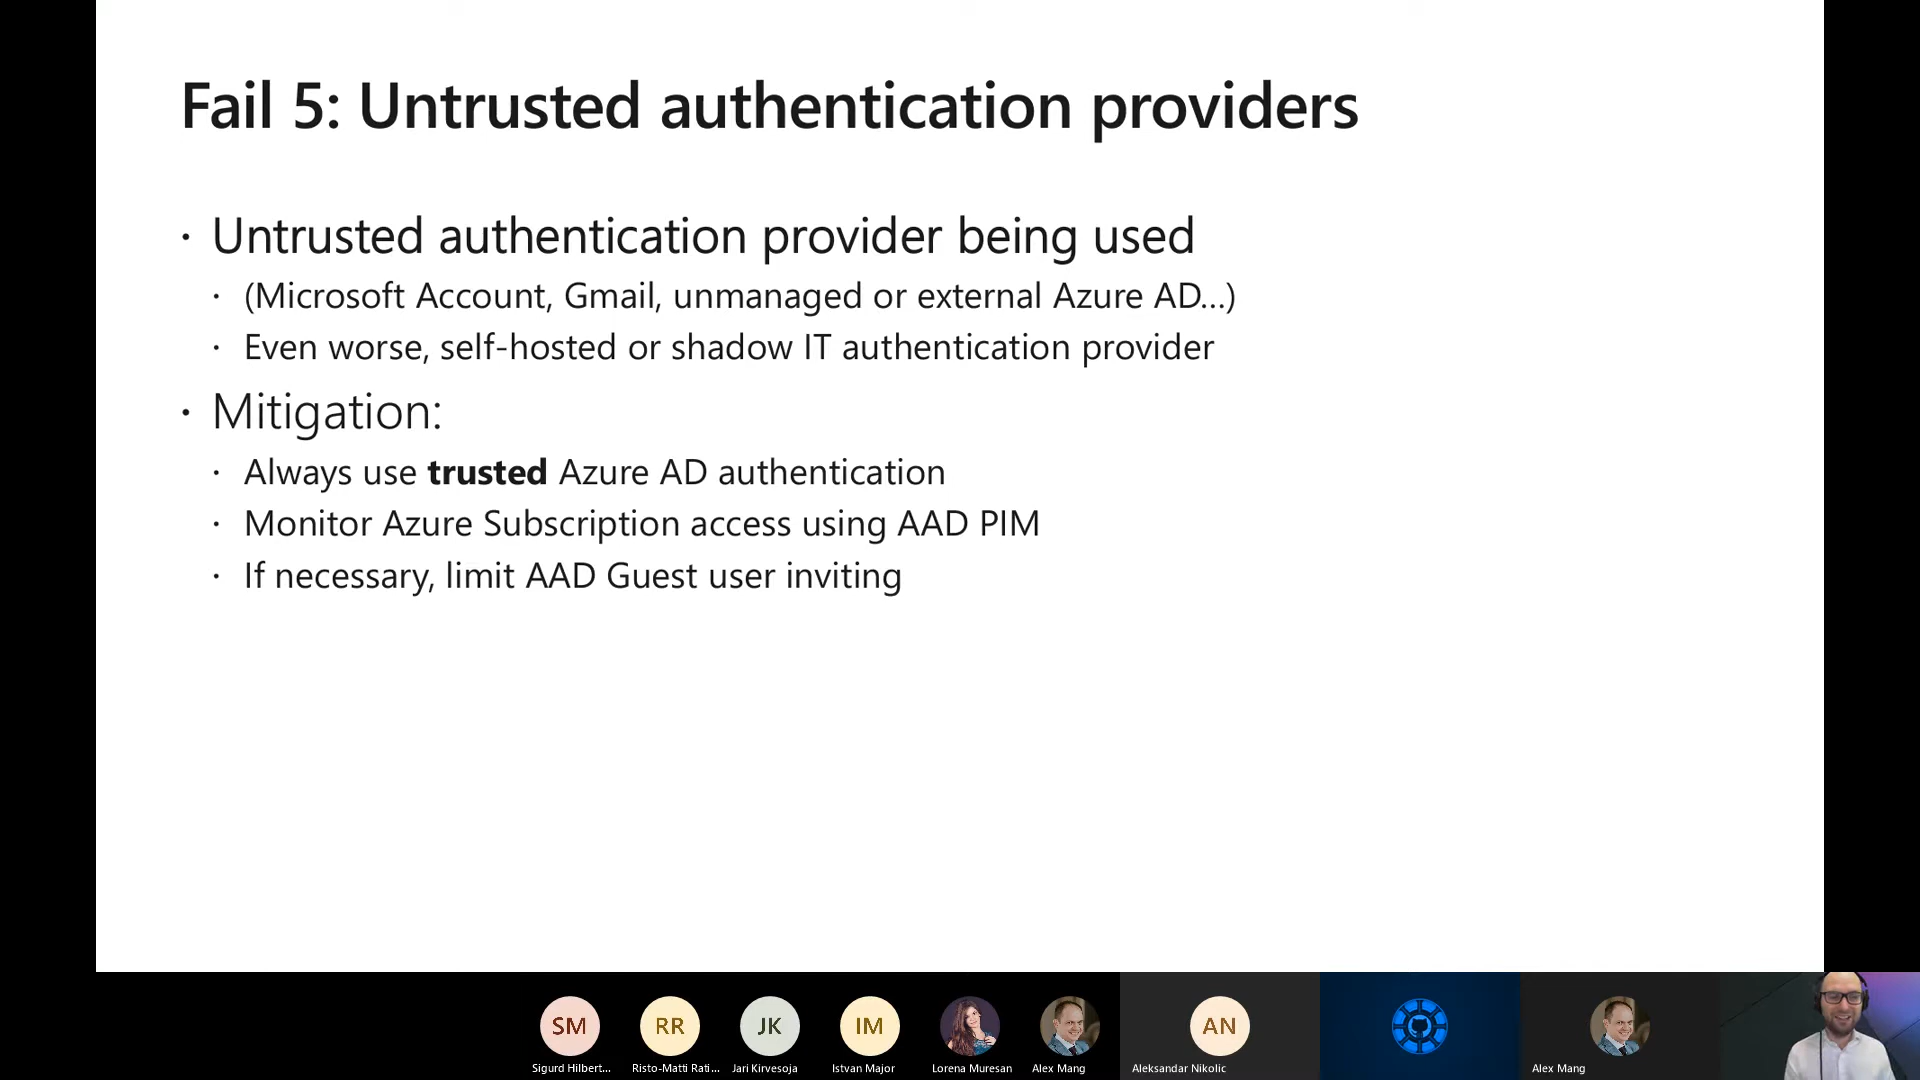 Fail 5: Untrusted authentication providers
· Untrusted authentication provider being used
· (Microsoft Account, Gmail, unmanaged or external Azure AD...)
· Even worse, self-hosted or shadow IT authentication provider
· Mitigation:
· Always use trusted Azure AD authentication
· Monitor Azure Subscription access using AAD PIM
· If necessary, limit AAD Guest user inviting
SM RR JK IM AN
Sigurd Hilbert... Risto-Matti Rati... Jari Kirvesoja Istvan Major Lorena Muresan Alex Mang Aleksandar Nikolic Alex Mang